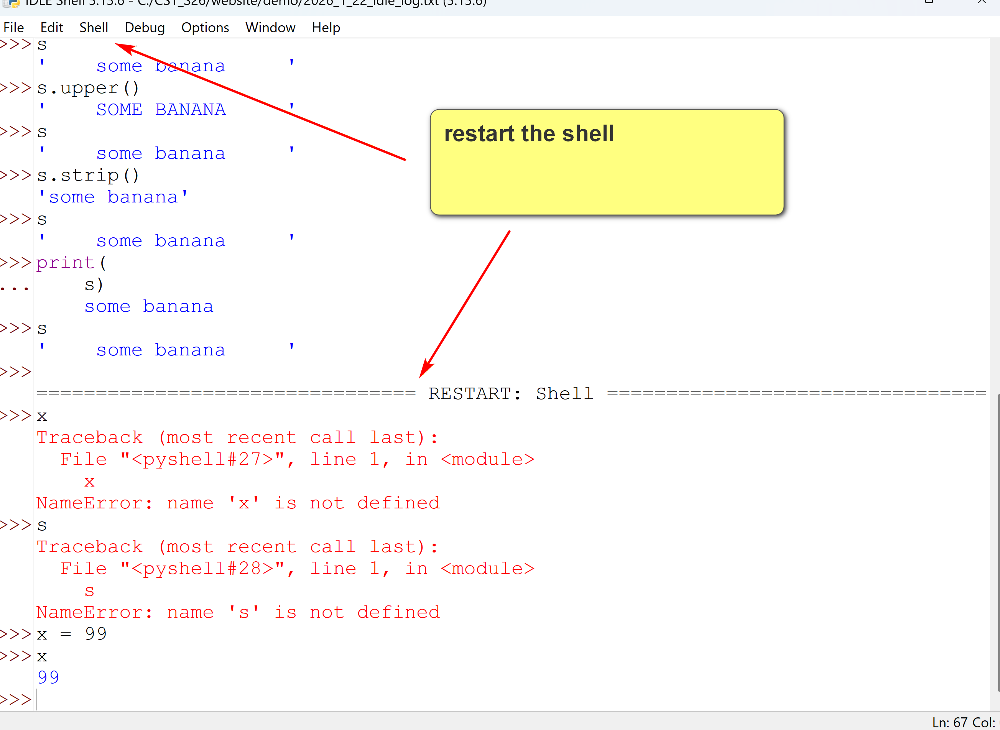 IDLE Shell 3.13.6 - C:/CST_S26/website/demo/2026_1_22_idle_log.txt (3.13.6)
File Edit Shell Debug Options Window Help
>>> s
'    some banana     '
>>> s.upper()
'    SOME BANANA     '
>>> s
'    some banana     '
>>> s.strip()
'some banana'
>>> s
'    some banana     '
>>> print(
...     s)
    some banana
>>> s
'    some banana     '
>>>
================================ RESTART: Shell ================================
>>> x
Traceback (most recent call last):
  File "<pyshell#27>", line 1, in <module>
    x
NameError: name 'x' is not defined
>>> s
Traceback (most recent call last):
  File "<pyshell#28>", line 1, in <module>
    s
NameError: name 's' is not defined
>>> x = 99
>>> x
99
>>>
restart the shell
Ln: 67 Col: